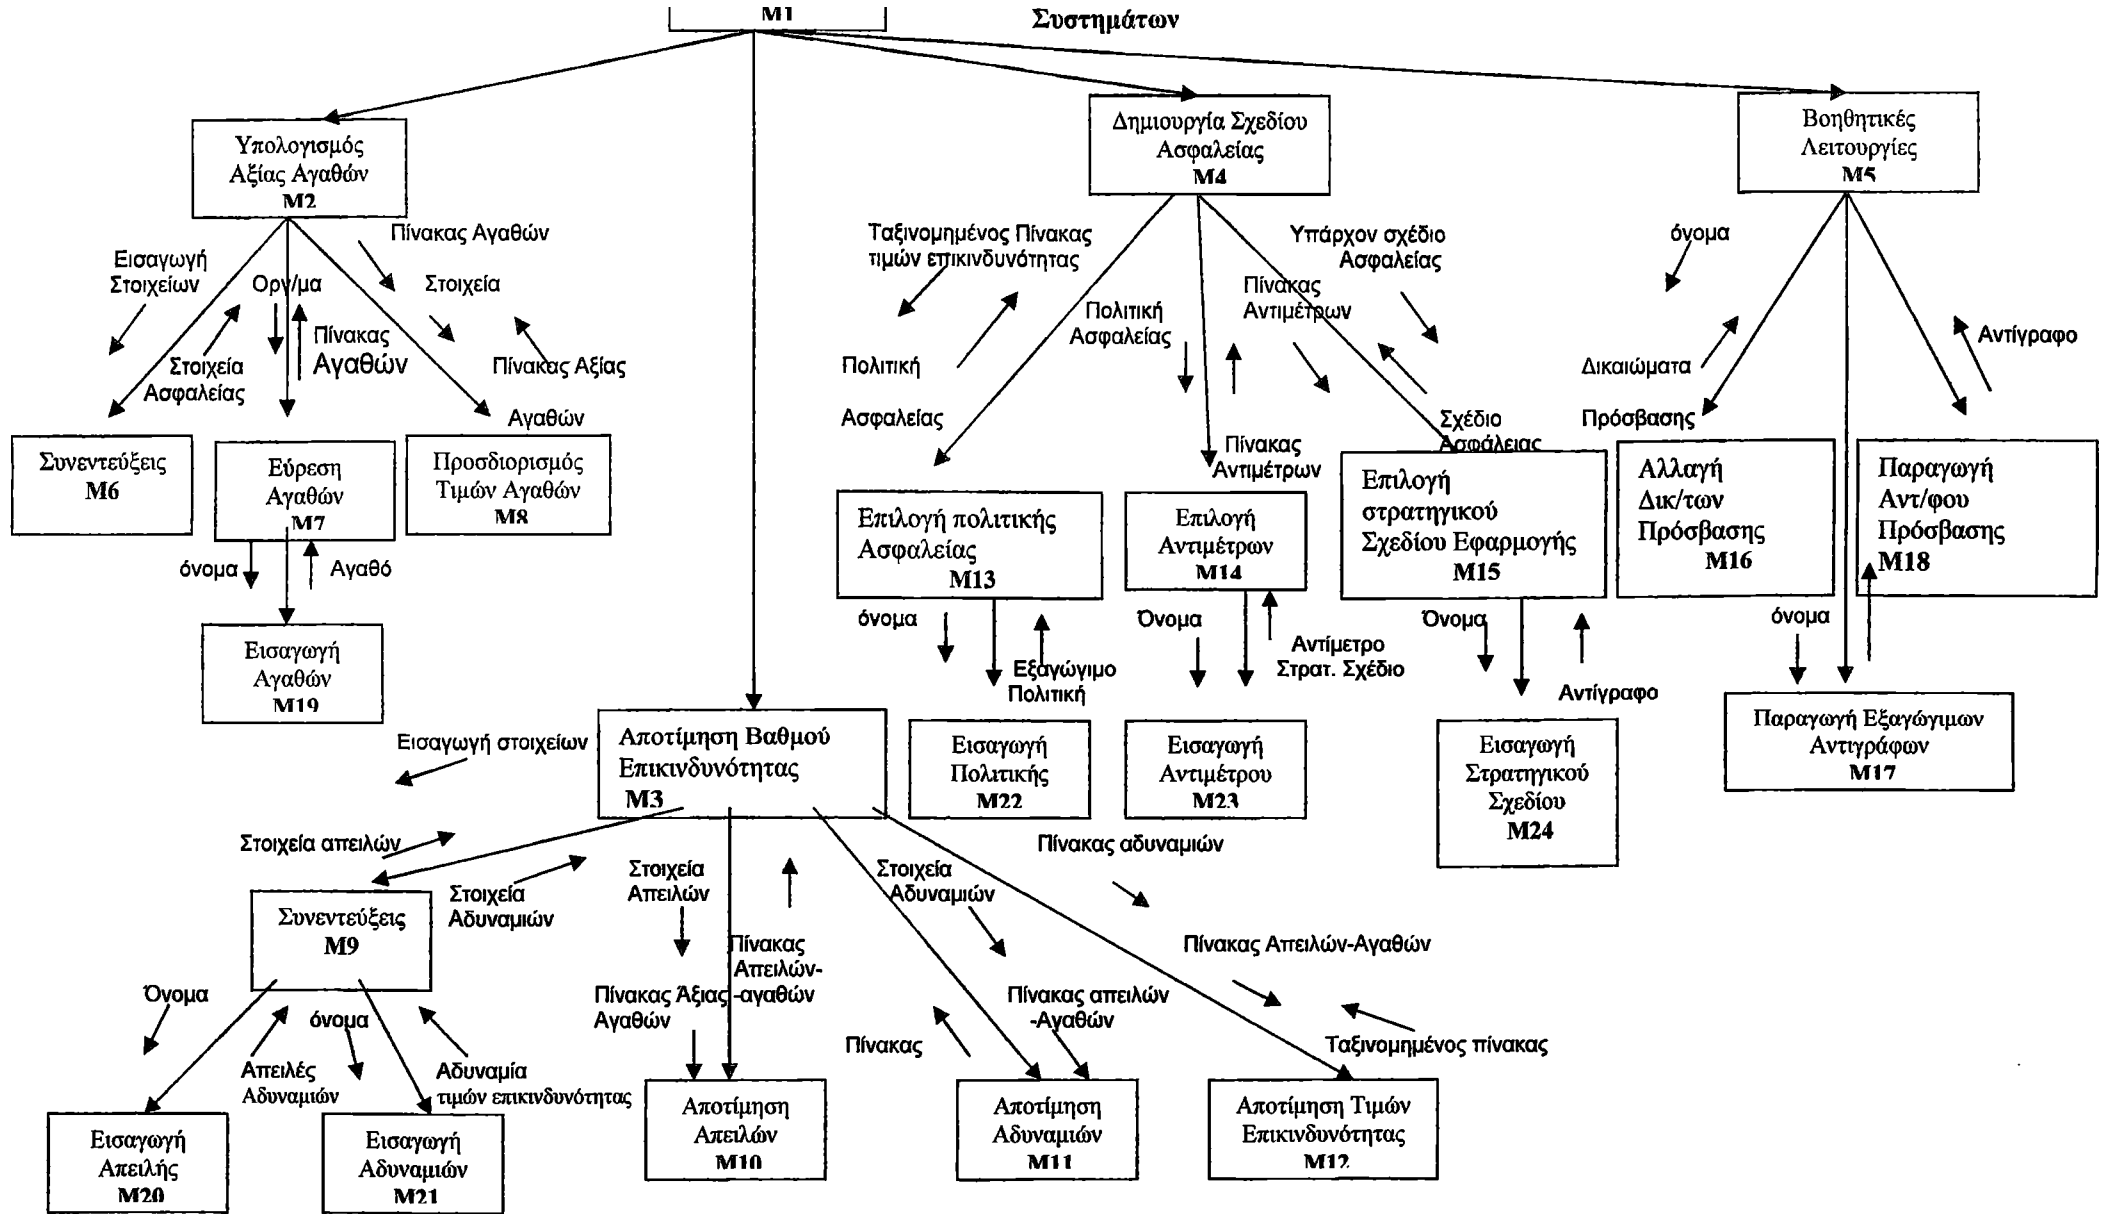 M1
Συστημάτων
Υπολογισμός
Αξίας Αγαθών
M2
Δημιουργία Σχεδίου
Ασφαλείας
M4
Βοηθητικές
Λειτουργίες
M5
Πίνακας Αγαθών
Εισαγωγή
Στοιχείων
Οργ/μα
Στοιχεία
Πίνακας
Αγαθών
Στοιχεία
Ασφαλείας
Πίνακας Αξίας
Αγαθών
Ταξινομημένος Πίνακας
τιμών επικινδυνότητας
Πολιτική
Ασφαλείας
Πολιτική
Ασφαλείας
Υπάρχον σχέδιο
Ασφαλείας
Πίνακας
Αντιμέτρων
Πίνακας
Αντιμέτρων
Σχέδιο
Ασφάλειας
όνομα
Δικαιώματα
Πρόσβασης
Αντίγραφο
Συνεντεύξεις
M6
Εύρεση
Αγαθών
M7
Προσδιορισμός
Τιμών Αγαθών
M8
Επιλογή πολιτικής
Ασφαλείας
M13
Επιλογή
Αντιμέτρων
M14
Επιλογή
στρατηγικού
Σχεδίου Εφαρμογής
M15
Αλλαγή
Δικ/των
Πρόσβασης
M16
Παραγωγή
Αντ/φου
Πρόσβασης
M18
όνομα
Αγαθό
Εισαγωγή
Αγαθών
M19
όνομα
Εξαγώγιμο
Πολιτική
Όνομα
Αντίμετρο
Στρατ. Σχέδιο
Όνομα
Αντίγραφο
όνομα
Εισαγωγή στοιχείων
Αποτίμηση Βαθμού
Επικινδυνότητας
M3
Εισαγωγή
Πολιτικής
M22
Εισαγωγή
Αντιμέτρου
M23
Εισαγωγή
Στρατηγικού
Σχεδίου
M24
Παραγωγή Εξαγώγιμων
Αντιγράφων
M17
Στοιχεία απειλών
Στοιχεία
Αδυναμιών
Στοιχεία
Απειλών
Στοιχεία
Αδυναμιών
Πίνακας αδυναμιών
Συνεντεύξεις
M9
Πίνακας
Απειλών-
-αγαθών
Πίνακας Άξιας
Αγαθών
Πίνακας Απειλών-Αγαθών
Πίνακας απειλών
-Αγαθών
Πίνακας
Ταξινομημένος πίνακας
Όνομα
όνομα
Απειλές
Αδυναμιών
Αδυναμία
τιμών επικινδυνότητας
Εισαγωγή
Απειλής
M20
Εισαγωγή
Αδυναμιών
M21
Αποτίμηση
Απειλών
M10
Αποτίμηση
Αδυναμιών
M11
Αποτίμηση Τιμών
Επικινδυνότητας
M12